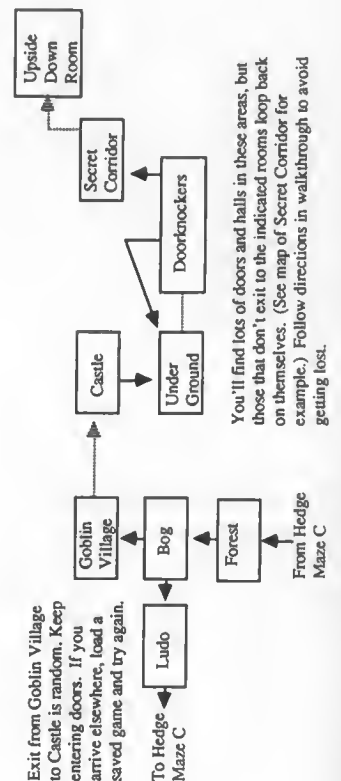 Exit from Goblin Village
to Castle is random. Keep
entering doors. If you
arrive elsewhere, load a
saved game and try again.
To Hedge
Maze C
Ludo
Goblin
Village
Bog
Forest
From Hedge
Maze C
Castle
Under
Ground
Doorknockers
Secret
Corridor
Upside
Down
Room
You'll find lots of doors and halls in these areas, but
those that don't exit to the indicated rooms loop back
on themselves. (See map of Secret Corridor for
example.) Follow directions in walkthrough to avoid
getting lost.